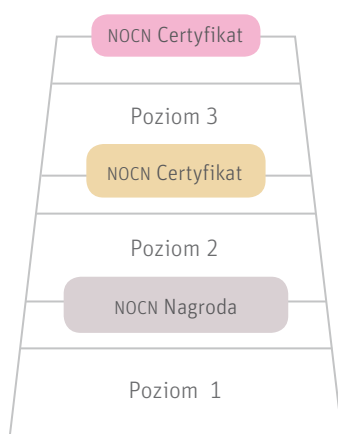 NOCN Certyfikat
Poziom 3
NOCN Certyfikat
Poziom 2
NOCN Nagroda
Poziom 1